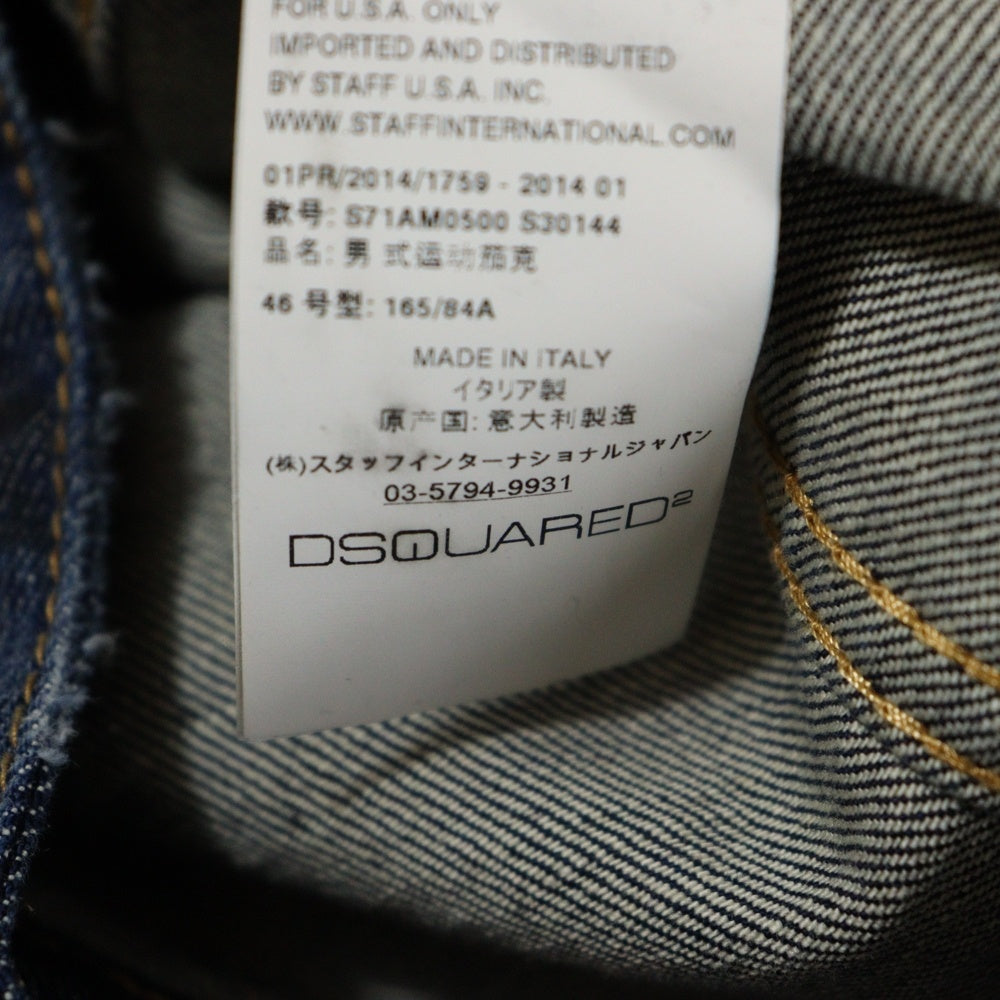 FOR U.S.A. ONLY
IMPORTED AND DISTRIBUTED
BY STAFF U.S.A. INC.
WWW.STAFFINTERNATIONAL.COM
01PR/2014/1759 - 2014 01
款号: S71AM0500 S30144
品名: 男 式运动茄克
46 号型: 165/84A
MADE IN ITALY
イタリア製
原产国: 意大利製造
(株)スタッフインターナショナルジャパン
03-5794-9931
DSQUARED2